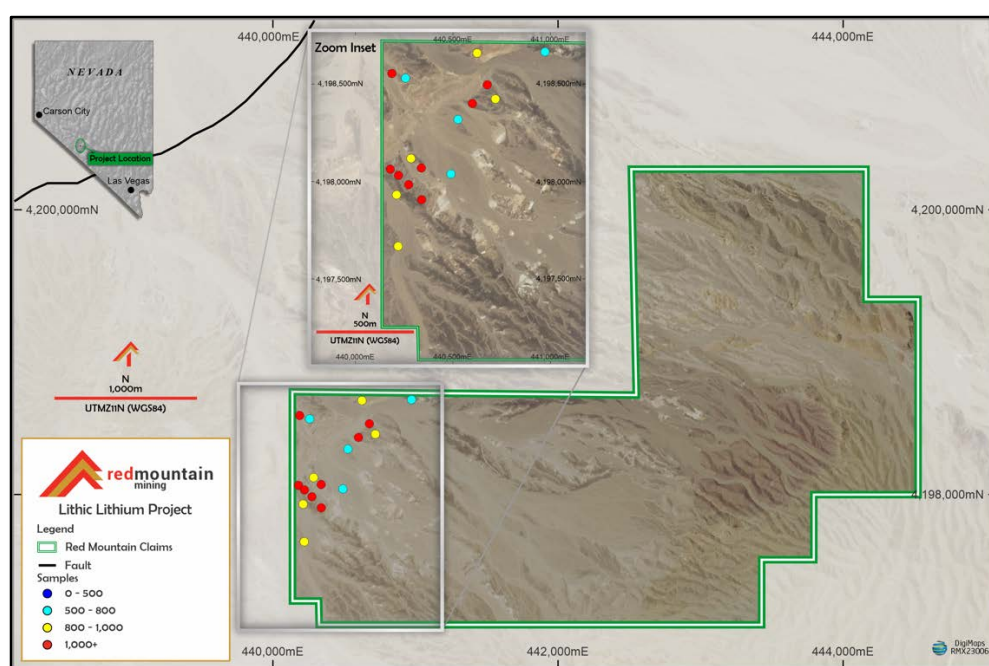 440,000mE
444,000mE
NEVADA
Carson City
Project Location
Las Vegas
Zoom Inset
440,500mE
441,000mE
4,198,500mN
4,198,500mN
4,198,000mN
4,198,000mN
4,197,500mN
4,197,500mN
N
500m
UTMZ11N (WGS84)
440,000mE
440,500mE
441,000mE
4,200,000mN
4,200,000mN
N
1,000m
UTMZ11N (WGS84)
4,198,000mN
redmountain
mining
Lithic Lithium Project
Legend
Red Mountain Claims
Fault
Samples
0 - 500
500 - 800
800 - 1,000
1,000+
440,000mE
442,000mE
444,000mE
DigiMaps
RMX23006